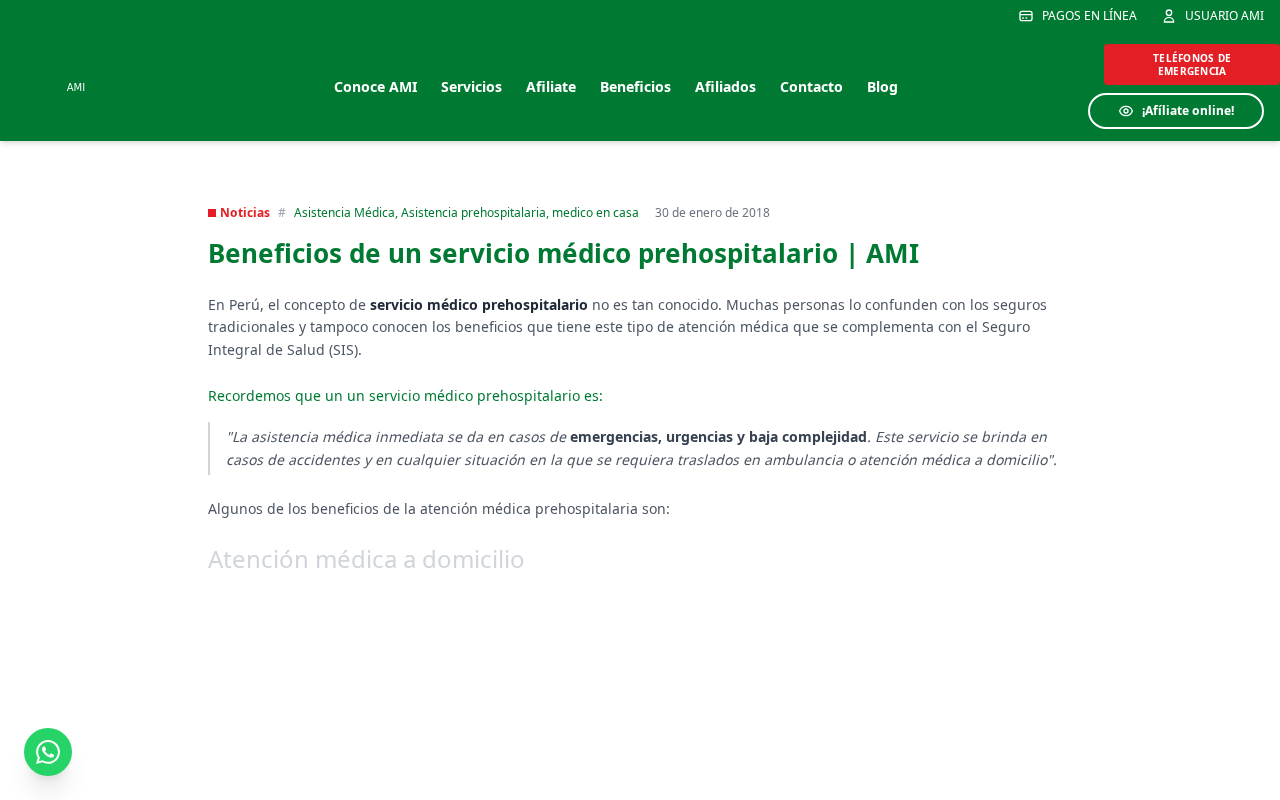 PAGOS EN LÍNEA USUARIO AMI
AMI
Conoce AMI Servicios Afiliate Beneficios Afiliados Contacto Blog
TELÉFONOS DE
EMERGENCIA
¡Afíliate online!
Noticias # Asistencia Médica, Asistencia prehospitalaria, medico en casa 30 de enero de 2018
Beneficios de un servicio médico prehospitalario | AMI
En Perú, el concepto de servicio médico prehospitalario no es tan conocido. Muchas personas lo confunden con los seguros
tradicionales y tampoco conocen los beneficios que tiene este tipo de atención médica que se complementa con el Seguro
Integral de Salud (SIS).
Recordemos que un un servicio médico prehospitalario es:
"La asistencia médica inmediata se da en casos de emergencias, urgencias y baja complejidad. Este servicio se brinda en
casos de accidentes y en cualquier situación en la que se requiera traslados en ambulancia o atención médica a domicilio".
Algunos de los beneficios de la atención médica prehospitalaria son:
Atención médica a domicilio